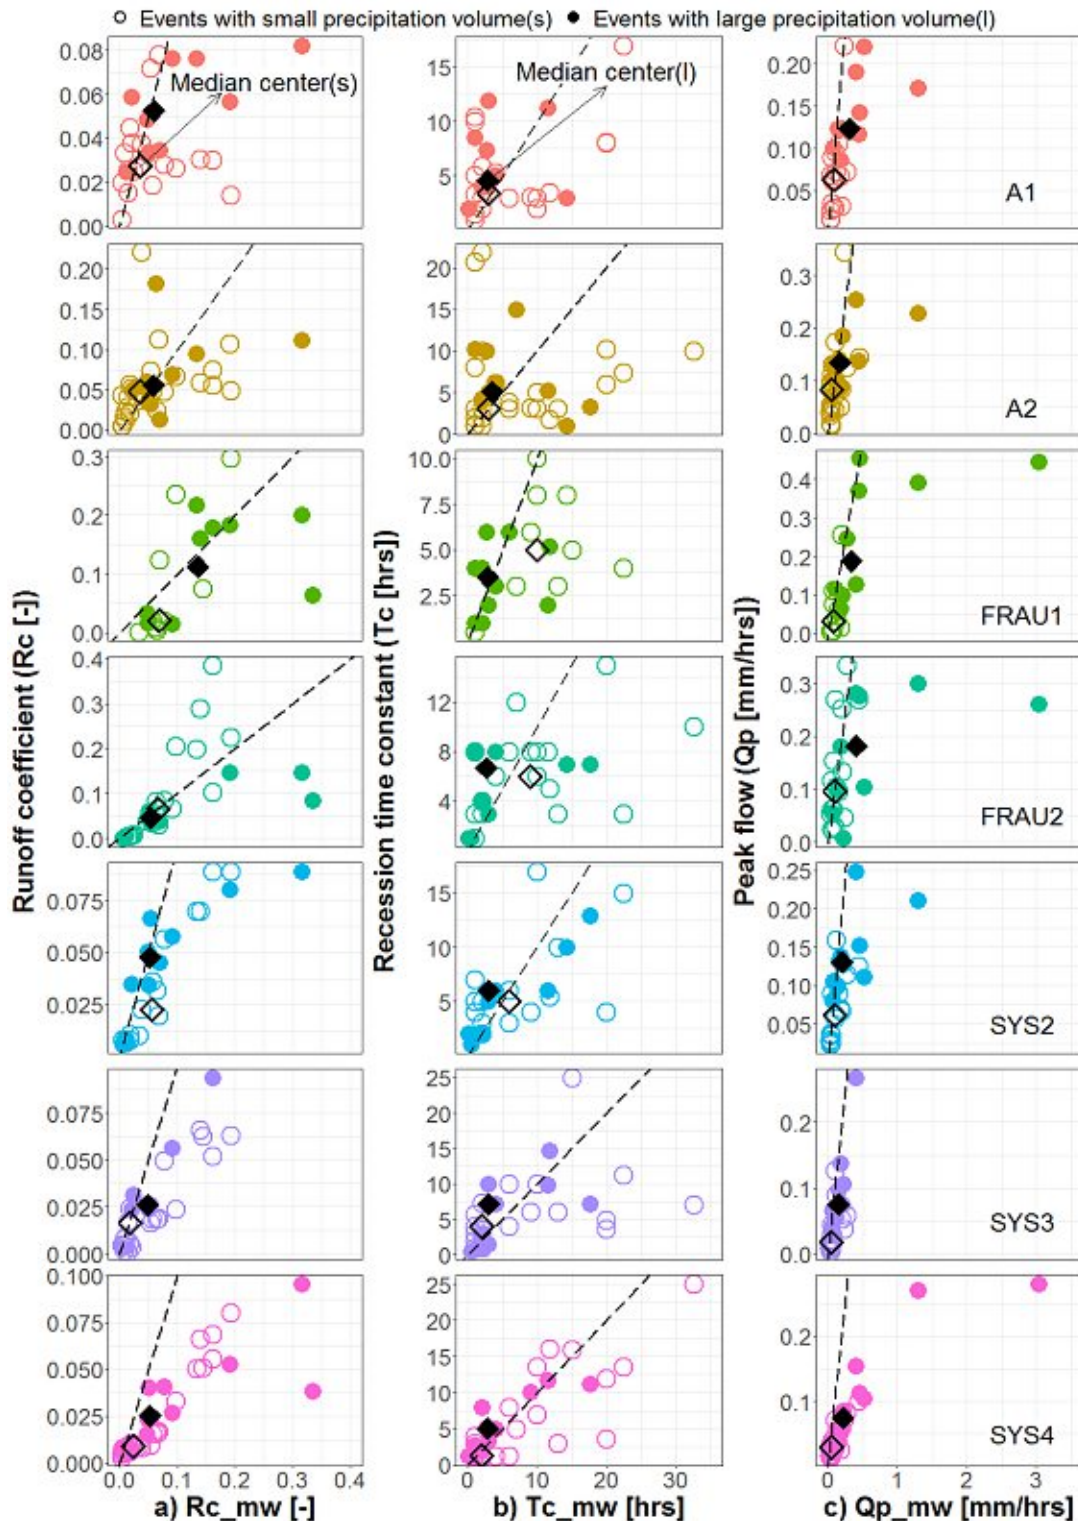 Events with small precipitation volume(s) Events with large precipitation volume(l)
0.08 15 0.20
Median center(s) Median center(l)
0.06 0.15
10
0.04 0.10
5
0.02 0.05
A1
0.00
0.20 20 0.3
0.15 15 0.2
0.10 10
0.05 5 0.1
A2
0.00 0 0.0
0.3 10.0
0.4
7.5
0.2 0.3
5.0
0.2
0.1
2.5 0.1
FRAU1
0.0 0.0
0.4
12 0.3
0.3
8 0.2
0.2
0.1 4 0.1
FRAU2
0.0 0.0
0.25
0.075 15
0.20
0.050 10 0.15
0.10
0.025 5
0.05
SYS2
25
0.075 20 0.2
0.050 15
10 0.1
0.025
5
SYS3
0.000 0 0.0
0.100 25
0.075 20 0.2
15
0.050
10 0.1
0.025
5
SYS4
0.000 0
0.0 0.1 0.2 0.3 0.4 0 10 20 30 0 1 2 3
a) Rc_mw [-] b) Tc_mw [hrs] c) Qp_mw [mm/hrs]
Runoff coefficient (Rc [-])
Recession time constant (Tc [hrs])
Peak flow (Qp [mm/hrs])